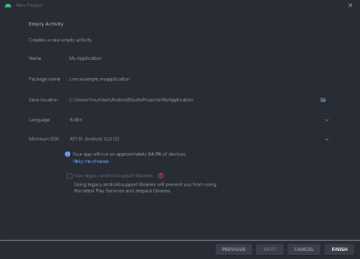 New Project
Empty Activity
Creates a new empty activity
Name My Application
Package name com.example.myapplication
Save location C:\Users\YourUser\AndroidStudioProjects\MyApplication
Language Kotlin
Minimum SDK API 31: Android 12.0 (S)
Your app will run on approximately 24.1% of devices.
Help me choose
Use legacy android.support libraries
Using legacy android.support libraries will prevent you from using
the latest Play Services and Jetpack libraries
PREVIOUS NEXT CANCEL FINISH